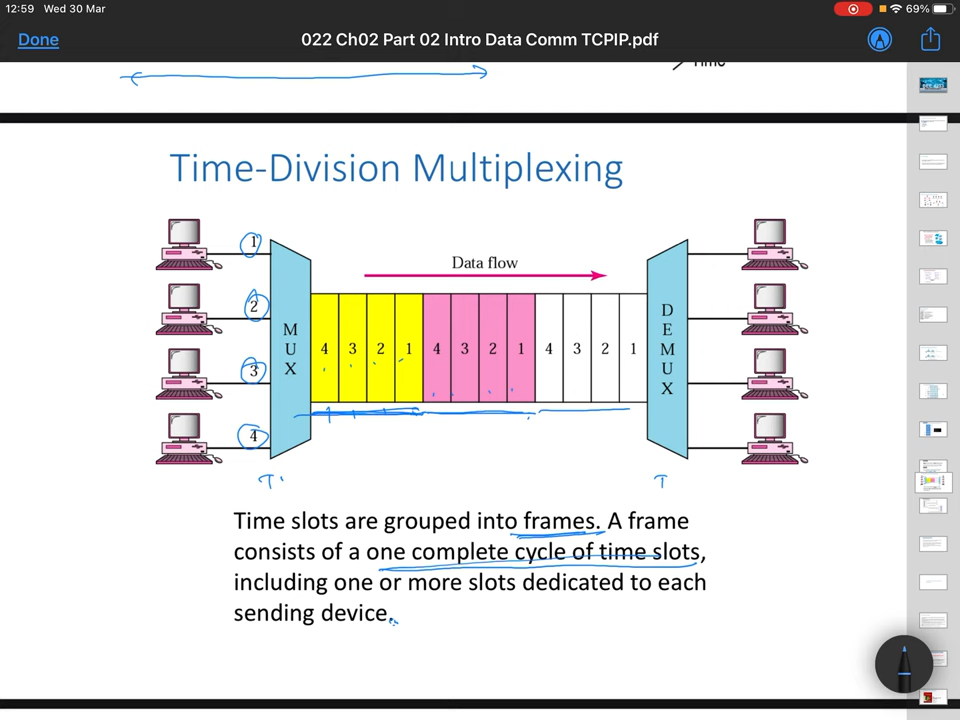 12:59 Wed 30 Mar
69%
Done
022 Ch02 Part 02 Intro Data Comm TCPIP.pdf
Time
Time-Division Multiplexing
Data flow
1
2
3
4
MUX
4 3 2 1 4 3 2 1 4 3 2 1
DEMUX
T
T
Time slots are grouped into frames. A frame
consists of a one complete cycle of time slots,
including one or more slots dedicated to each
sending device.